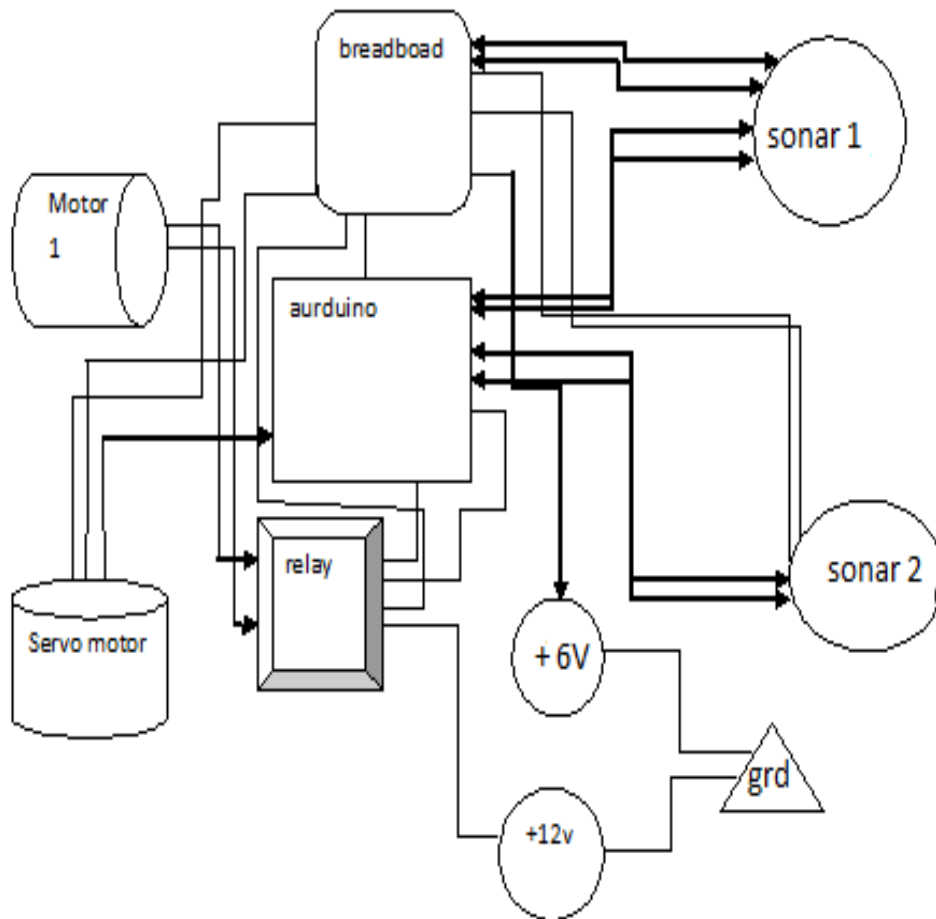 breadboad
sonar 1
Motor
1
aurduino
relay
sonar 2
Servo motor
+ 6V
grd
+12v